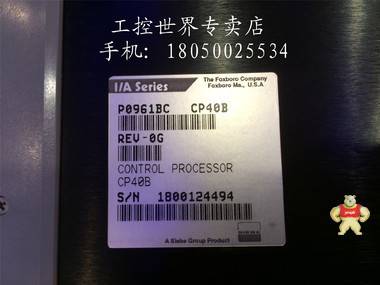 工控世界专卖店
手机: 18050025534
I/A Series
The Foxboro Company
Foxboro Ma., U.S.A
P0961BC CP40B
REV-0G
CONTROL PROCESSOR
CP40B
S/N 1800124494
A Siebe Group Product